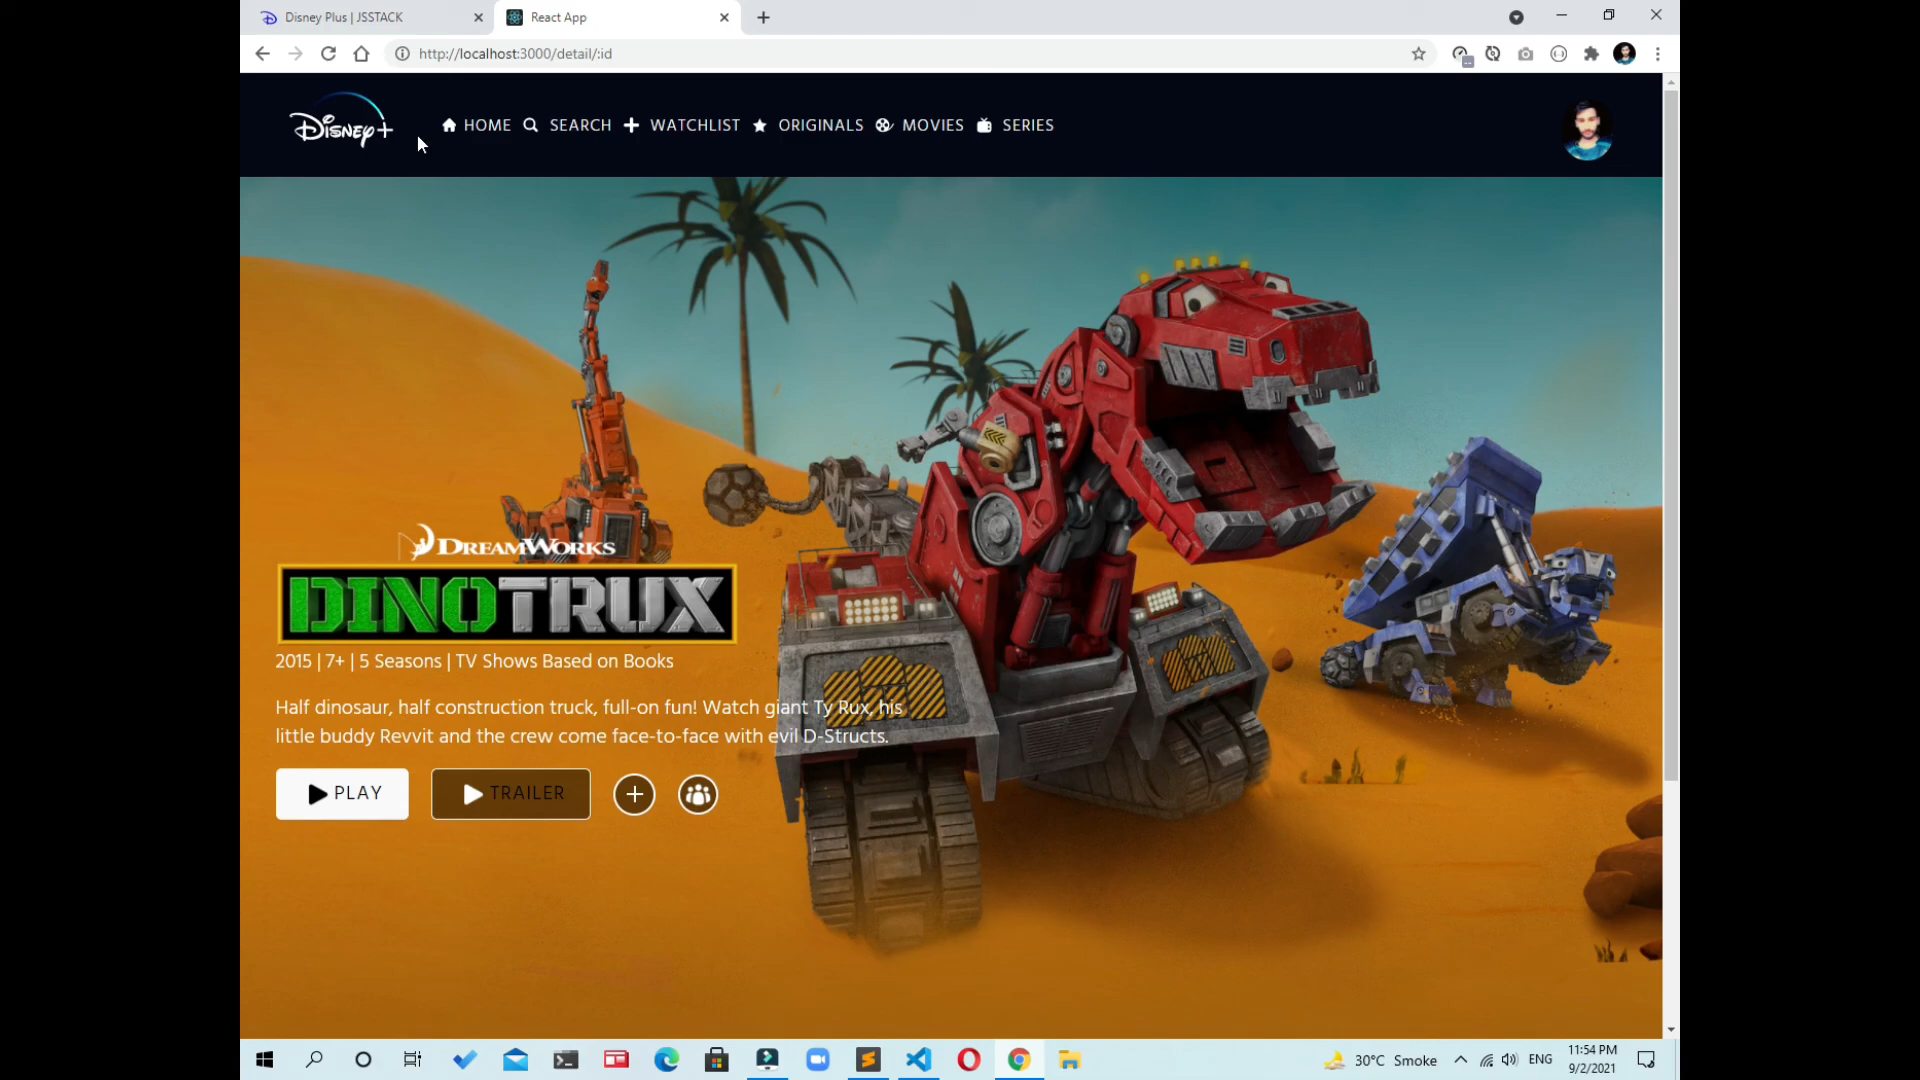 Disney Plus | JSSTACK
React App
http://localhost:3000/detail/:id
Disney+
HOME
SEARCH
WATCHLIST
ORIGINALS
MOVIES
SERIES
DREAMWORKS
DINOTRUX
2015 | 7+ | 5 Seasons | TV Shows Based on Books
Half dinosaur, half construction truck, full-on fun! Watch giant Ty Rux, his
little buddy Revvit and the crew come face-to-face with evil D-Structs.
PLAY
TRAILER
30°C Smoke
ENG
11:54 PM
9/2/2021